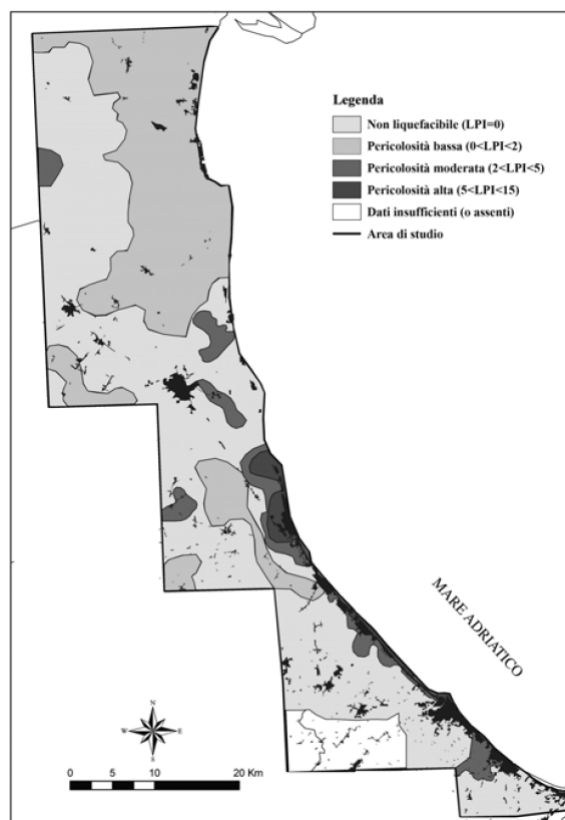 Legenda
Non liquefacibile (LPI=0)
Pericolosità bassa (0<LPI<2)
Pericolosità moderata (2<LPI<5)
Pericolosità alta (5<LPI<15)
Dati insufficienti (o assenti)
Area di studio
MARE ADRIATICO
N
W E
S
0 5 10 20 Km